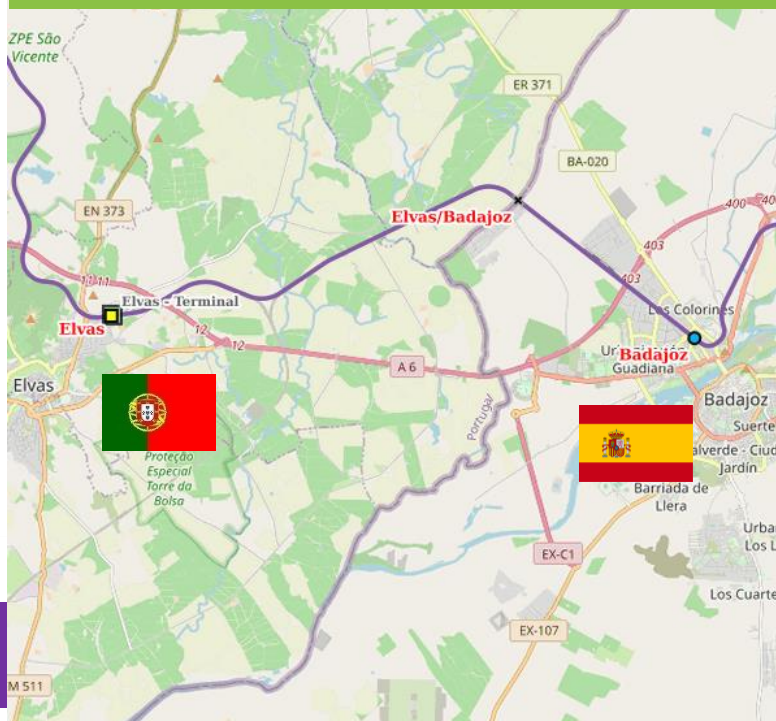 ZPE São
Vicente
ER 371
BA-020
EN 373
Elvas/Badajoz
400
403
403
11
11
Elvas - Terminal
Elvas
12
12
Los Colorines
A 6
Badajoz
Guadiana
Elvas
Badajoz
Portugal
Suerte
Proteção
Especial
Torre da
Bolsa
alverde - Ciud
Jardín
Barriada de
Llera
Urba
Los L
EX-C1
Los Cuarte
EX-107
M 511